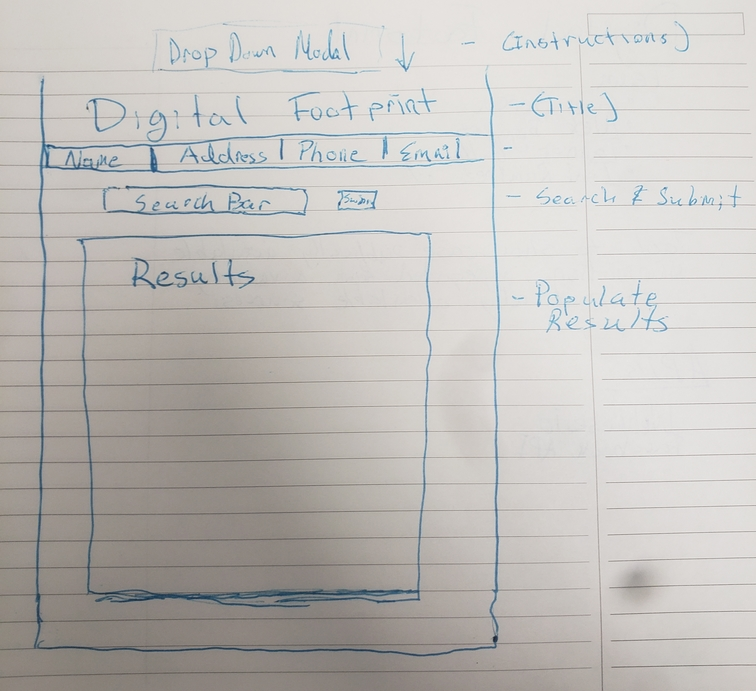 Drop Down Modal ↓ - (Instructions)
Digital Footprint - (Title)
Name | Address | Phone | Email -
Search Bar Submit - Search & Submit
Results
- Populate
Results